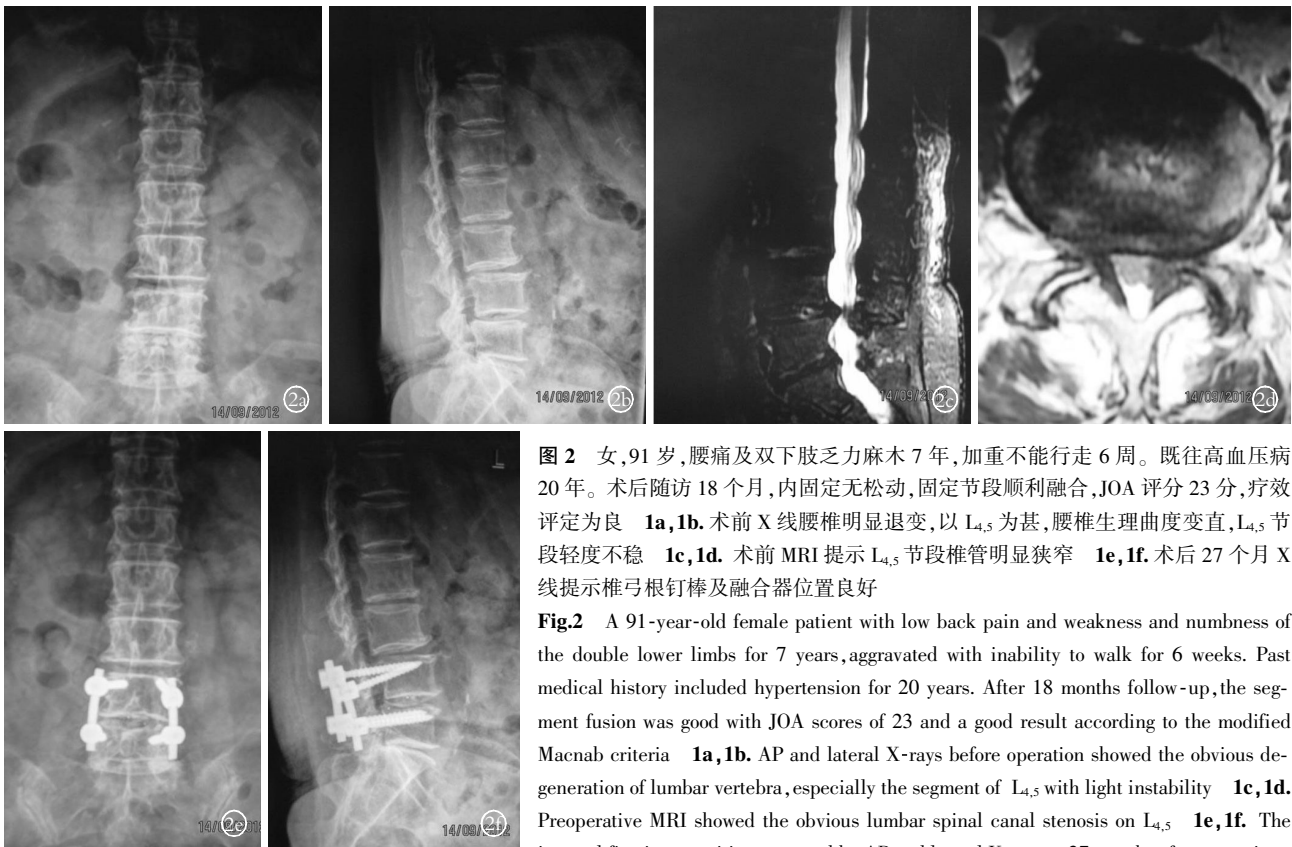 14/09/2012 2a
14/09/2012 2b
14/09/2012 2c
14/09/2012 2d
14/09/2012 2e
L
14/09/2012 2f
图 2 女,91 岁,腰痛及双下肢乏力麻木 7 年,加重不能行走 6 周。既往高血压病
20 年。术后随访 18 个月,内固定无松动,固定节段顺利融合,JOA 评分 23 分,疗效
评定为良 1a,1b. 术前 X 线腰椎明显退变,以 L4,5 为甚,腰椎生理曲度变直,L4,5 节
段轻度不稳 1c,1d. 术前 MRI 提示 L4,5 节段椎管明显狭窄 1e,1f. 术后 27 个月 X
线提示椎弓根钉棒及融合器位置良好
Fig.2 A 91-year-old female patient with low back pain and weakness and numbness of
the double lower limbs for 7 years,aggravated with inability to walk for 6 weeks. Past
medical history included hypertension for 20 years. After 18 months follow-up,the seg-
ment fusion was good with JOA scores of 23 and a good result according to the modified
Macnab criteria 1a,1b. AP and lateral X-rays before operation showed the obvious de-
generation of lumbar vertebra,especially the segment of L4,5 with light instability 1c,1d.
Preoperative MRI showed the obvious lumbar spinal canal stenosis on L4,5 1e,1f. The